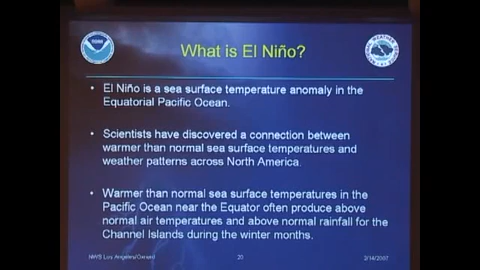 What is El Niño?
• El Niño is a sea surface temperature anomaly in the
Equatorial Pacific Ocean.
• Scientists have discovered a connection between
warmer than normal sea surface temperatures and
weather patterns across North America.
• Warmer than normal sea surface temperatures in the
Pacific Ocean near the Equator often produce above
normal air temperatures and above normal rainfall for the
Channel Islands during the winter months.
NWS Los Angeles/Oxnard 20 2/14/2007